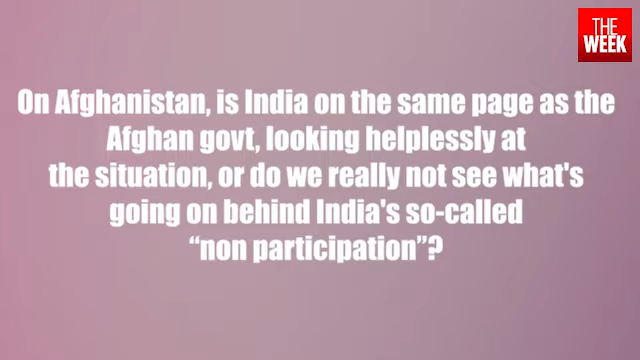 THE
WEEK
On Afghanistan, is India on the same page as the
Afghan govt, looking helplessly at
the situation, or do we really not see what's
going on behind India's so-called
“non participation”?